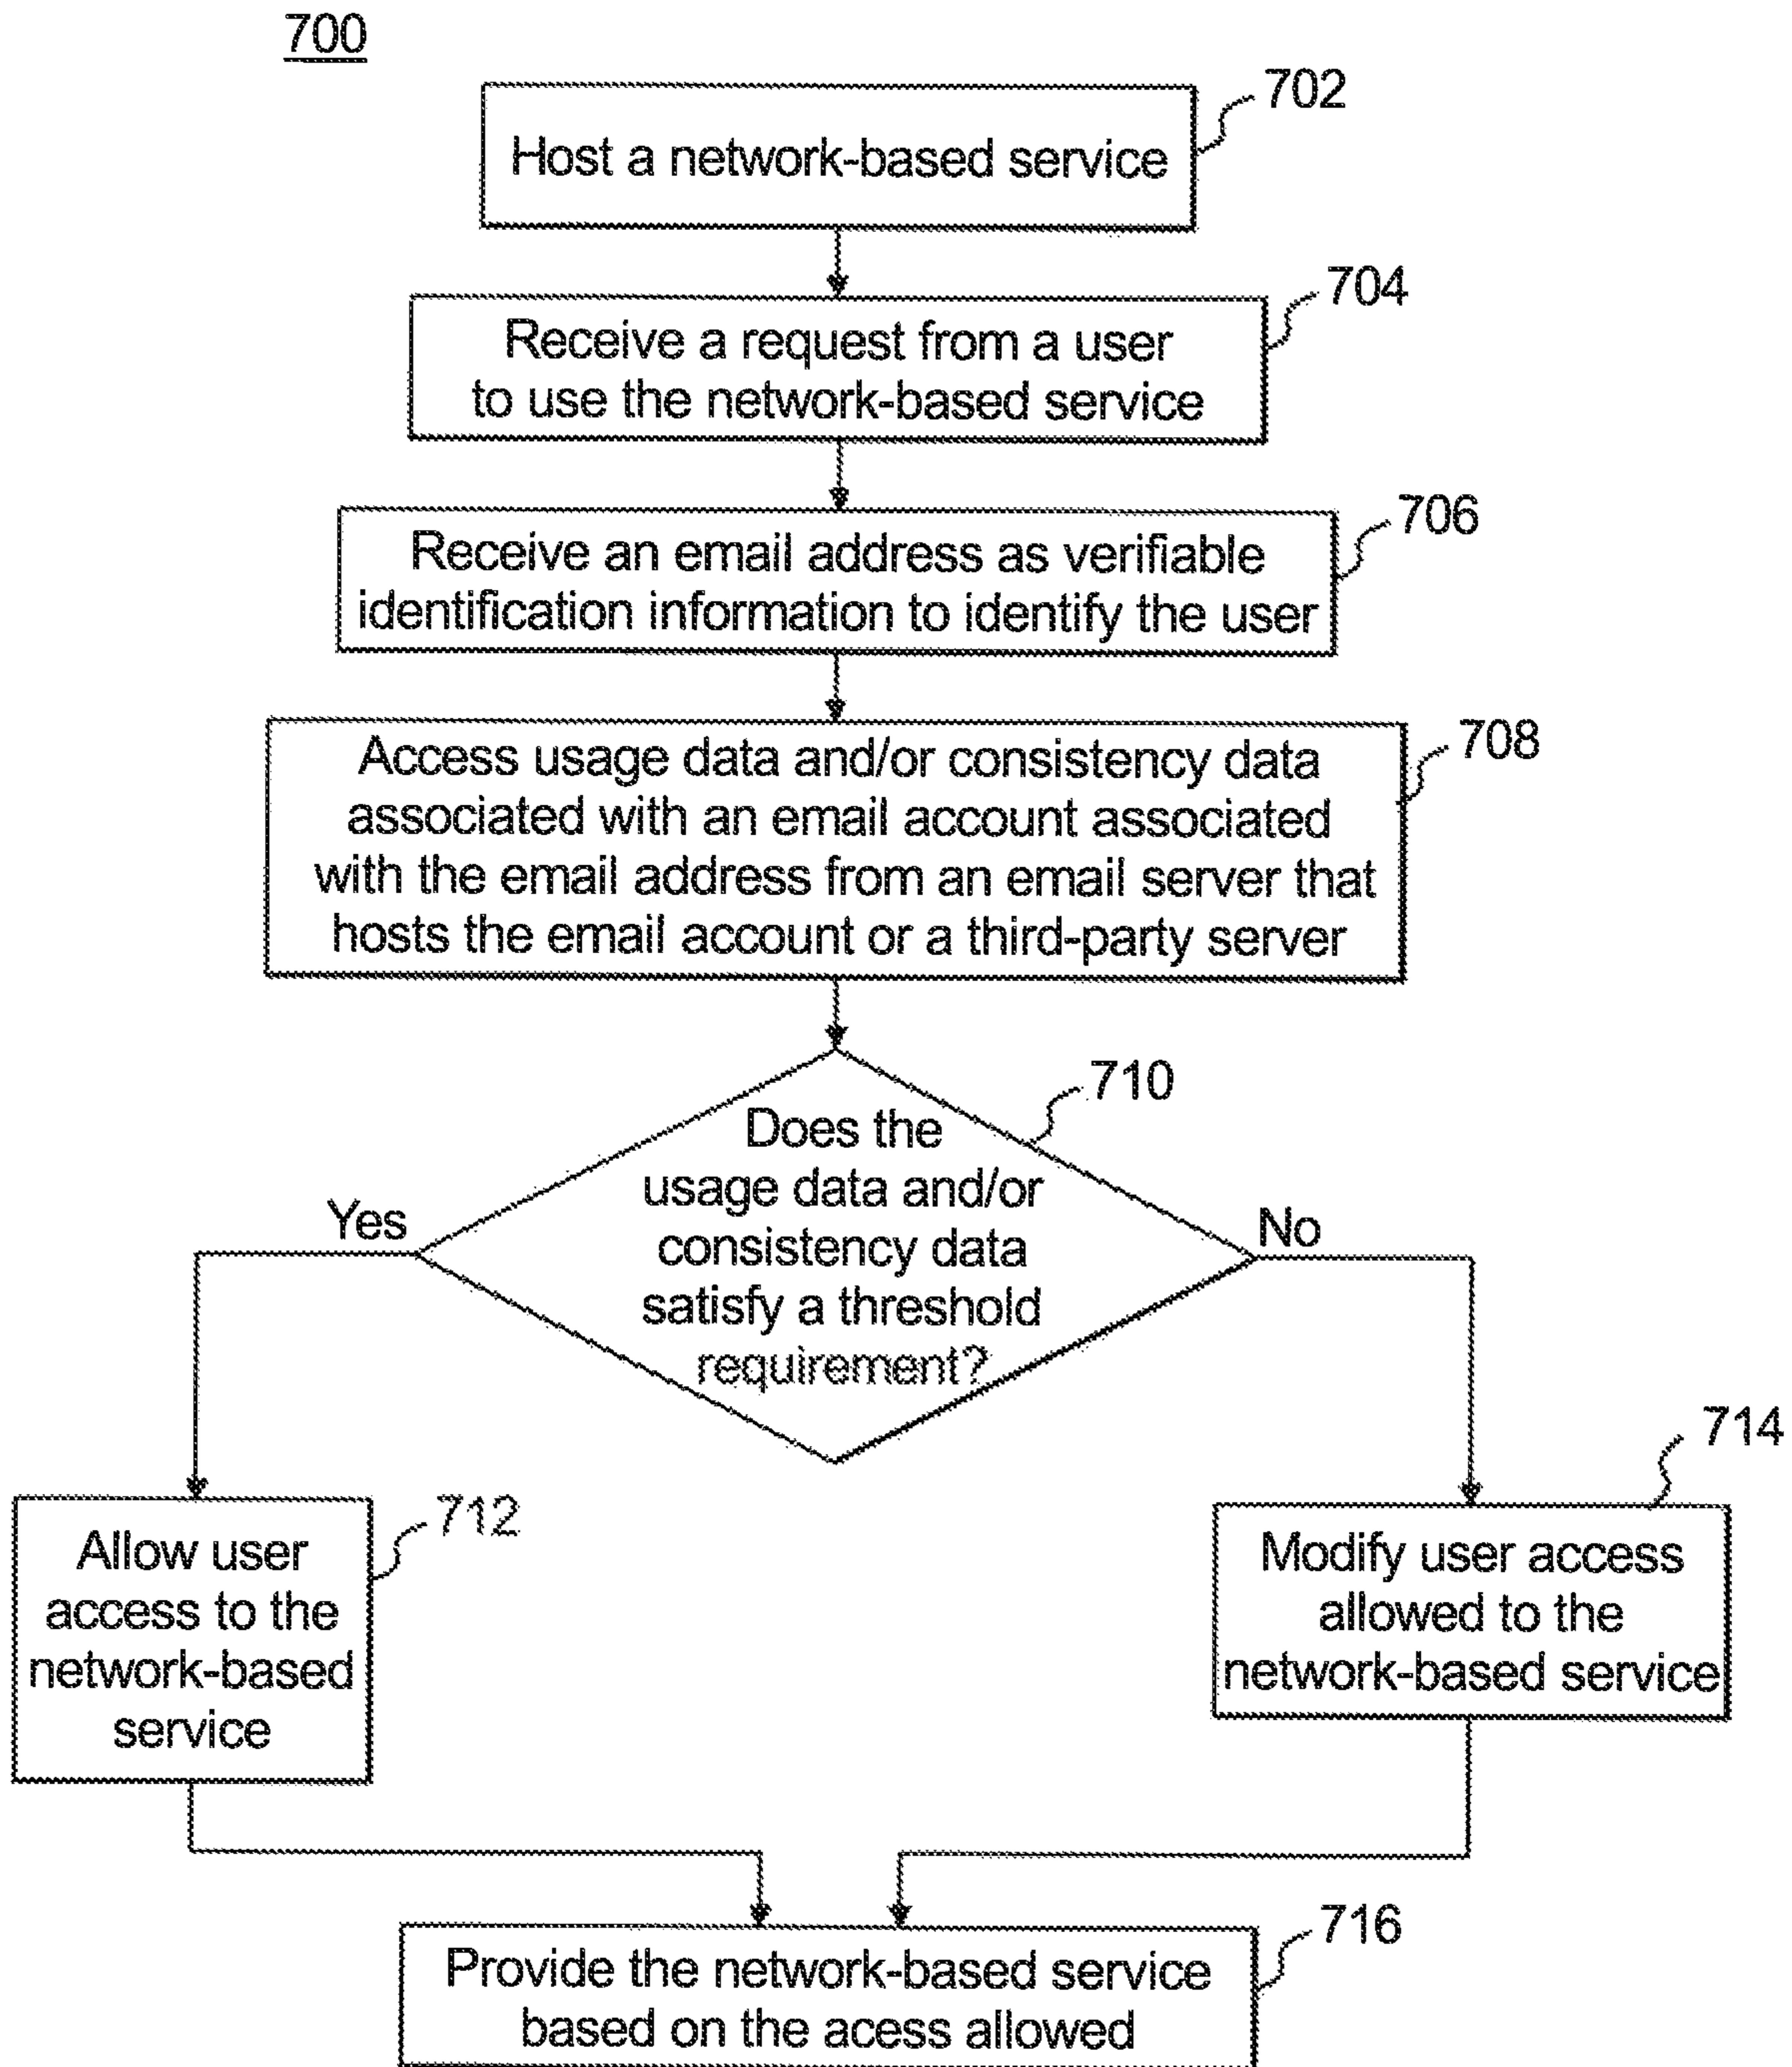 700
702
Host a network-based service
704
Receive a request from a user
to use the network-based service
706
Receive an email address as verifiable
identification information to identify the user
708
Access usage data and/or consistency data
associated with an email account associated
with the email address from an email server that
hosts the email account or a third-party server
710
Does the
usage data and/or
consistency data
satisfy a threshold
requirement?
Yes
No
712
Allow user
access to the
network-based
service
714
Modify user access
allowed to the
network-based service
716
Provide the network-based service
based on the acess allowed